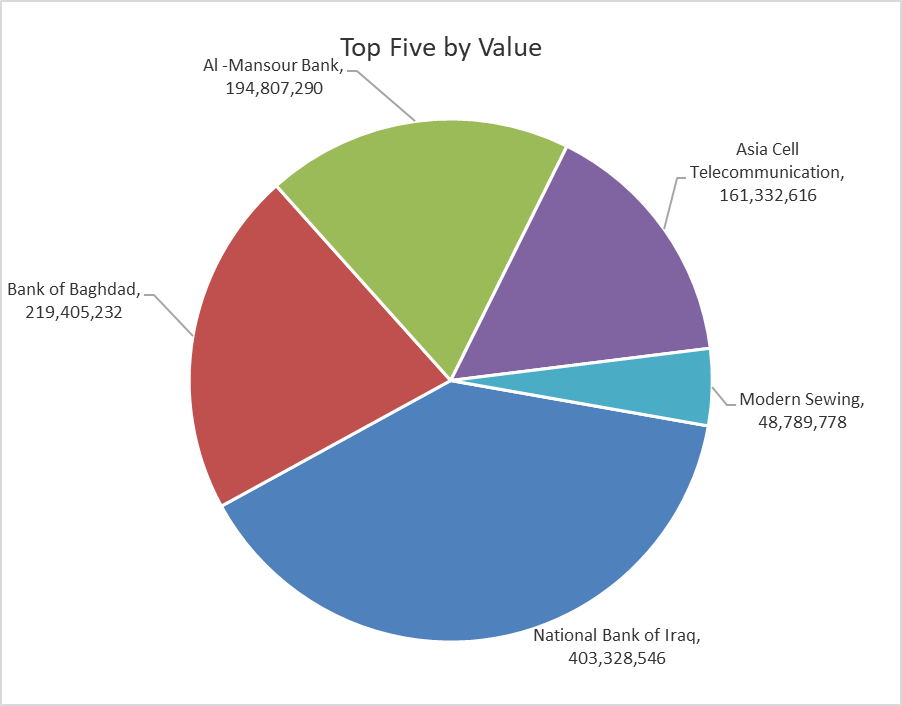 Top Five by Value
Al -Mansour Bank,
194,807,290
Asia Cell
Telecommunication,
161,332,616
Bank of Baghdad,
219,405,232
Modern Sewing,
48,789,778
National Bank of Iraq,
403,328,546